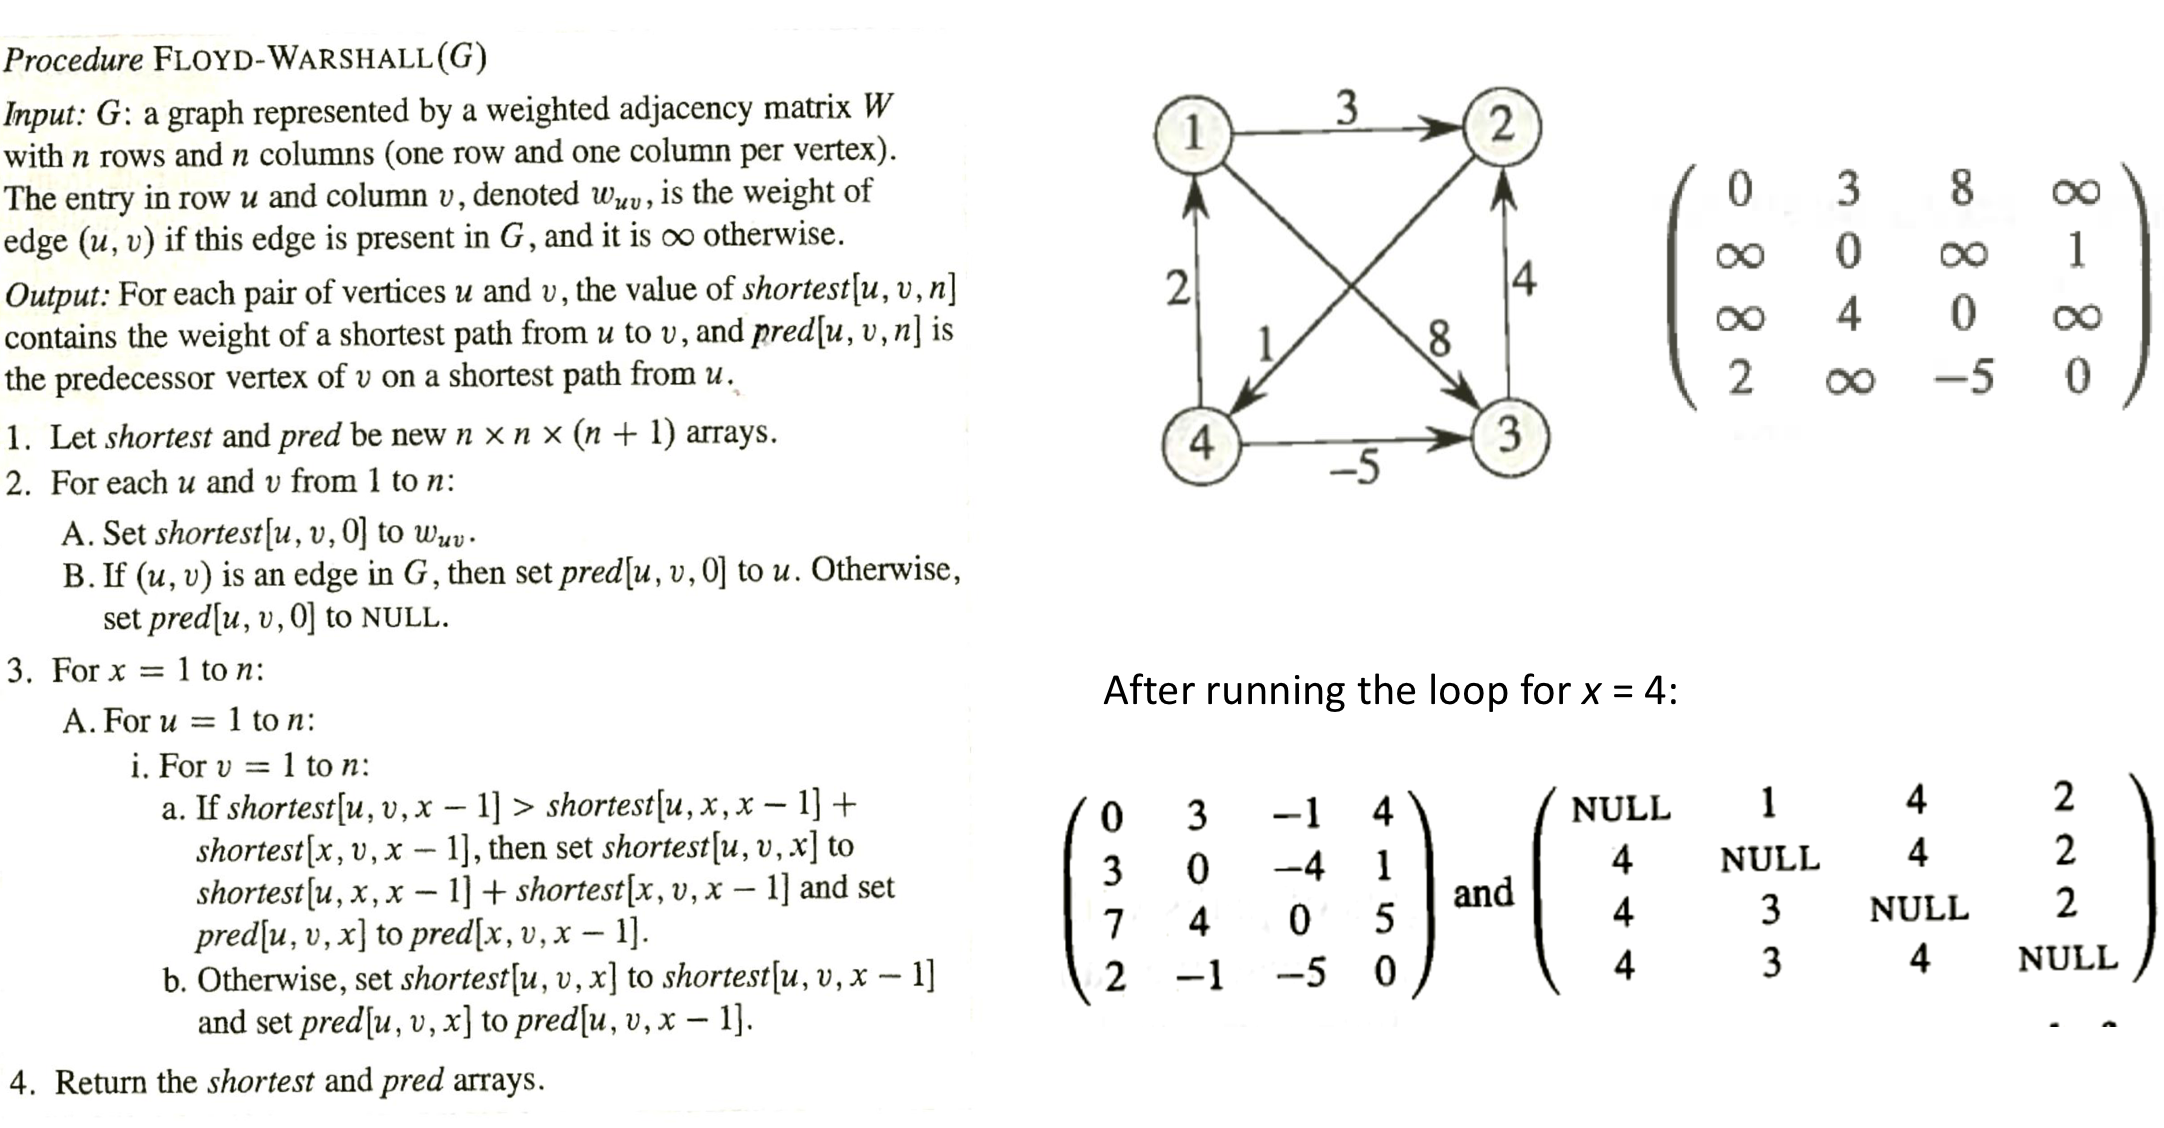 Procedure FLOYD-WARSHALL(G)
Input: G: a graph represented by a weighted adjacency matrix W
with n rows and n columns (one row and one column per vertex).
The entry in row u and column v, denoted wᵤᵥ, is the weight of
edge (u, v) if this edge is present in G, and it is ∞ otherwise.
Output: For each pair of vertices u and v, the value of shortest[u, v, n]
contains the weight of a shortest path from u to v, and pred[u, v, n] is
the predecessor vertex of v on a shortest path from u.
1. Let shortest and pred be new n × n × (n + 1) arrays.
2. For each u and v from 1 to n:
A. Set shortest[u, v, 0] to wᵤᵥ.
B. If (u, v) is an edge in G, then set pred[u, v, 0] to u. Otherwise,
set pred[u, v, 0] to NULL.
3. For x = 1 to n:
A. For u = 1 to n:
i. For v = 1 to n:
a. If shortest[u, v, x − 1] > shortest[u, x, x − 1] +
shortest[x, v, x − 1], then set shortest[u, v, x] to
shortest[u, x, x − 1] + shortest[x, v, x − 1] and set
pred[u, v, x] to pred[x, v, x − 1].
b. Otherwise, set shortest[u, v, x] to shortest[u, v, x − 1]
and set pred[u, v, x] to pred[u, v, x − 1].
4. Return the shortest and pred arrays.
1 3 2
2 1 8 4
4 −5 3
0 3 8 ∞
∞ 0 ∞ 1
∞ 4 0 ∞
2 ∞ −5 0
After running the loop for x = 4:
0 3 −1 4
3 0 −4 1
7 4 0 5
2 −1 −5 0
and
NULL 1 4 2
4 NULL 4 2
4 3 NULL 2
4 3 4 NULL